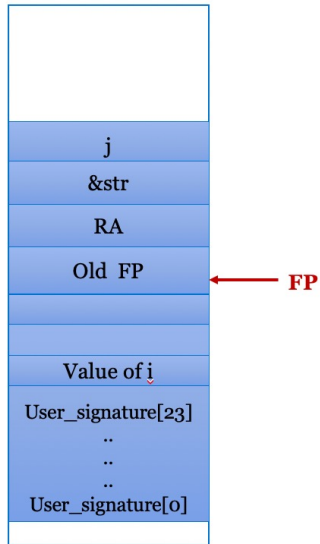 j
&str
RA
Old FP
FP
Value of i
User_signature[23]
..
..
..
User_signature[0]